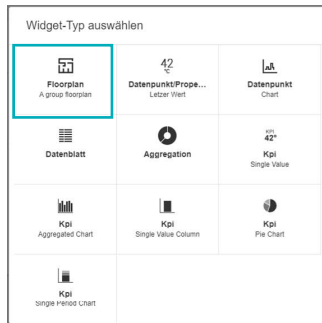 Widget-Typ auswählen
Floorplan
A group floorplan
42
°C
Datenpunkt/Prope...
Letzer Wert
Datenpunkt
Chart
Datenblatt
Aggregation
KPI
42°
Kpi
Single Value
Kpi
Aggregated Chart
Kpi
Single Value Column
Kpi
Pie Chart
Kpi
Single Period Chart